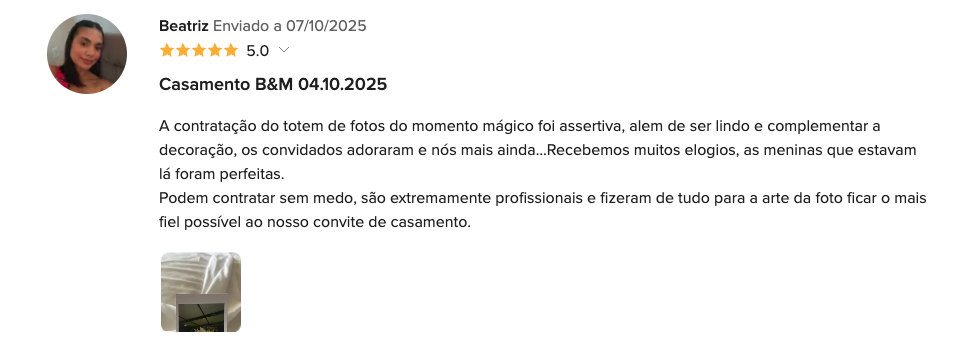 Beatriz Enviado a 07/10/2025
5.0
Casamento B&M 04.10.2025
A contratação do totem de fotos do momento mágico foi assertiva, alem de ser lindo e complementar a
decoração, os convidados adoraram e nós mais ainda...Recebemos muitos elogios, as meninas que estavam
lá foram perfeitas.
Podem contratar sem medo, são extremamente profissionais e fizeram de tudo para a arte da foto ficar o mais
fiel possível ao nosso convite de casamento.